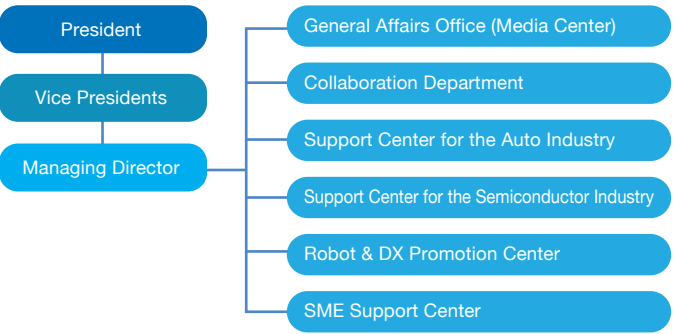 President
Vice Presidents
Managing Director
General Affairs Office (Media Center)
Collaboration Department
Support Center for the Auto Industry
Support Center for the Semiconductor Industry
Robot & DX Promotion Center
SME Support Center